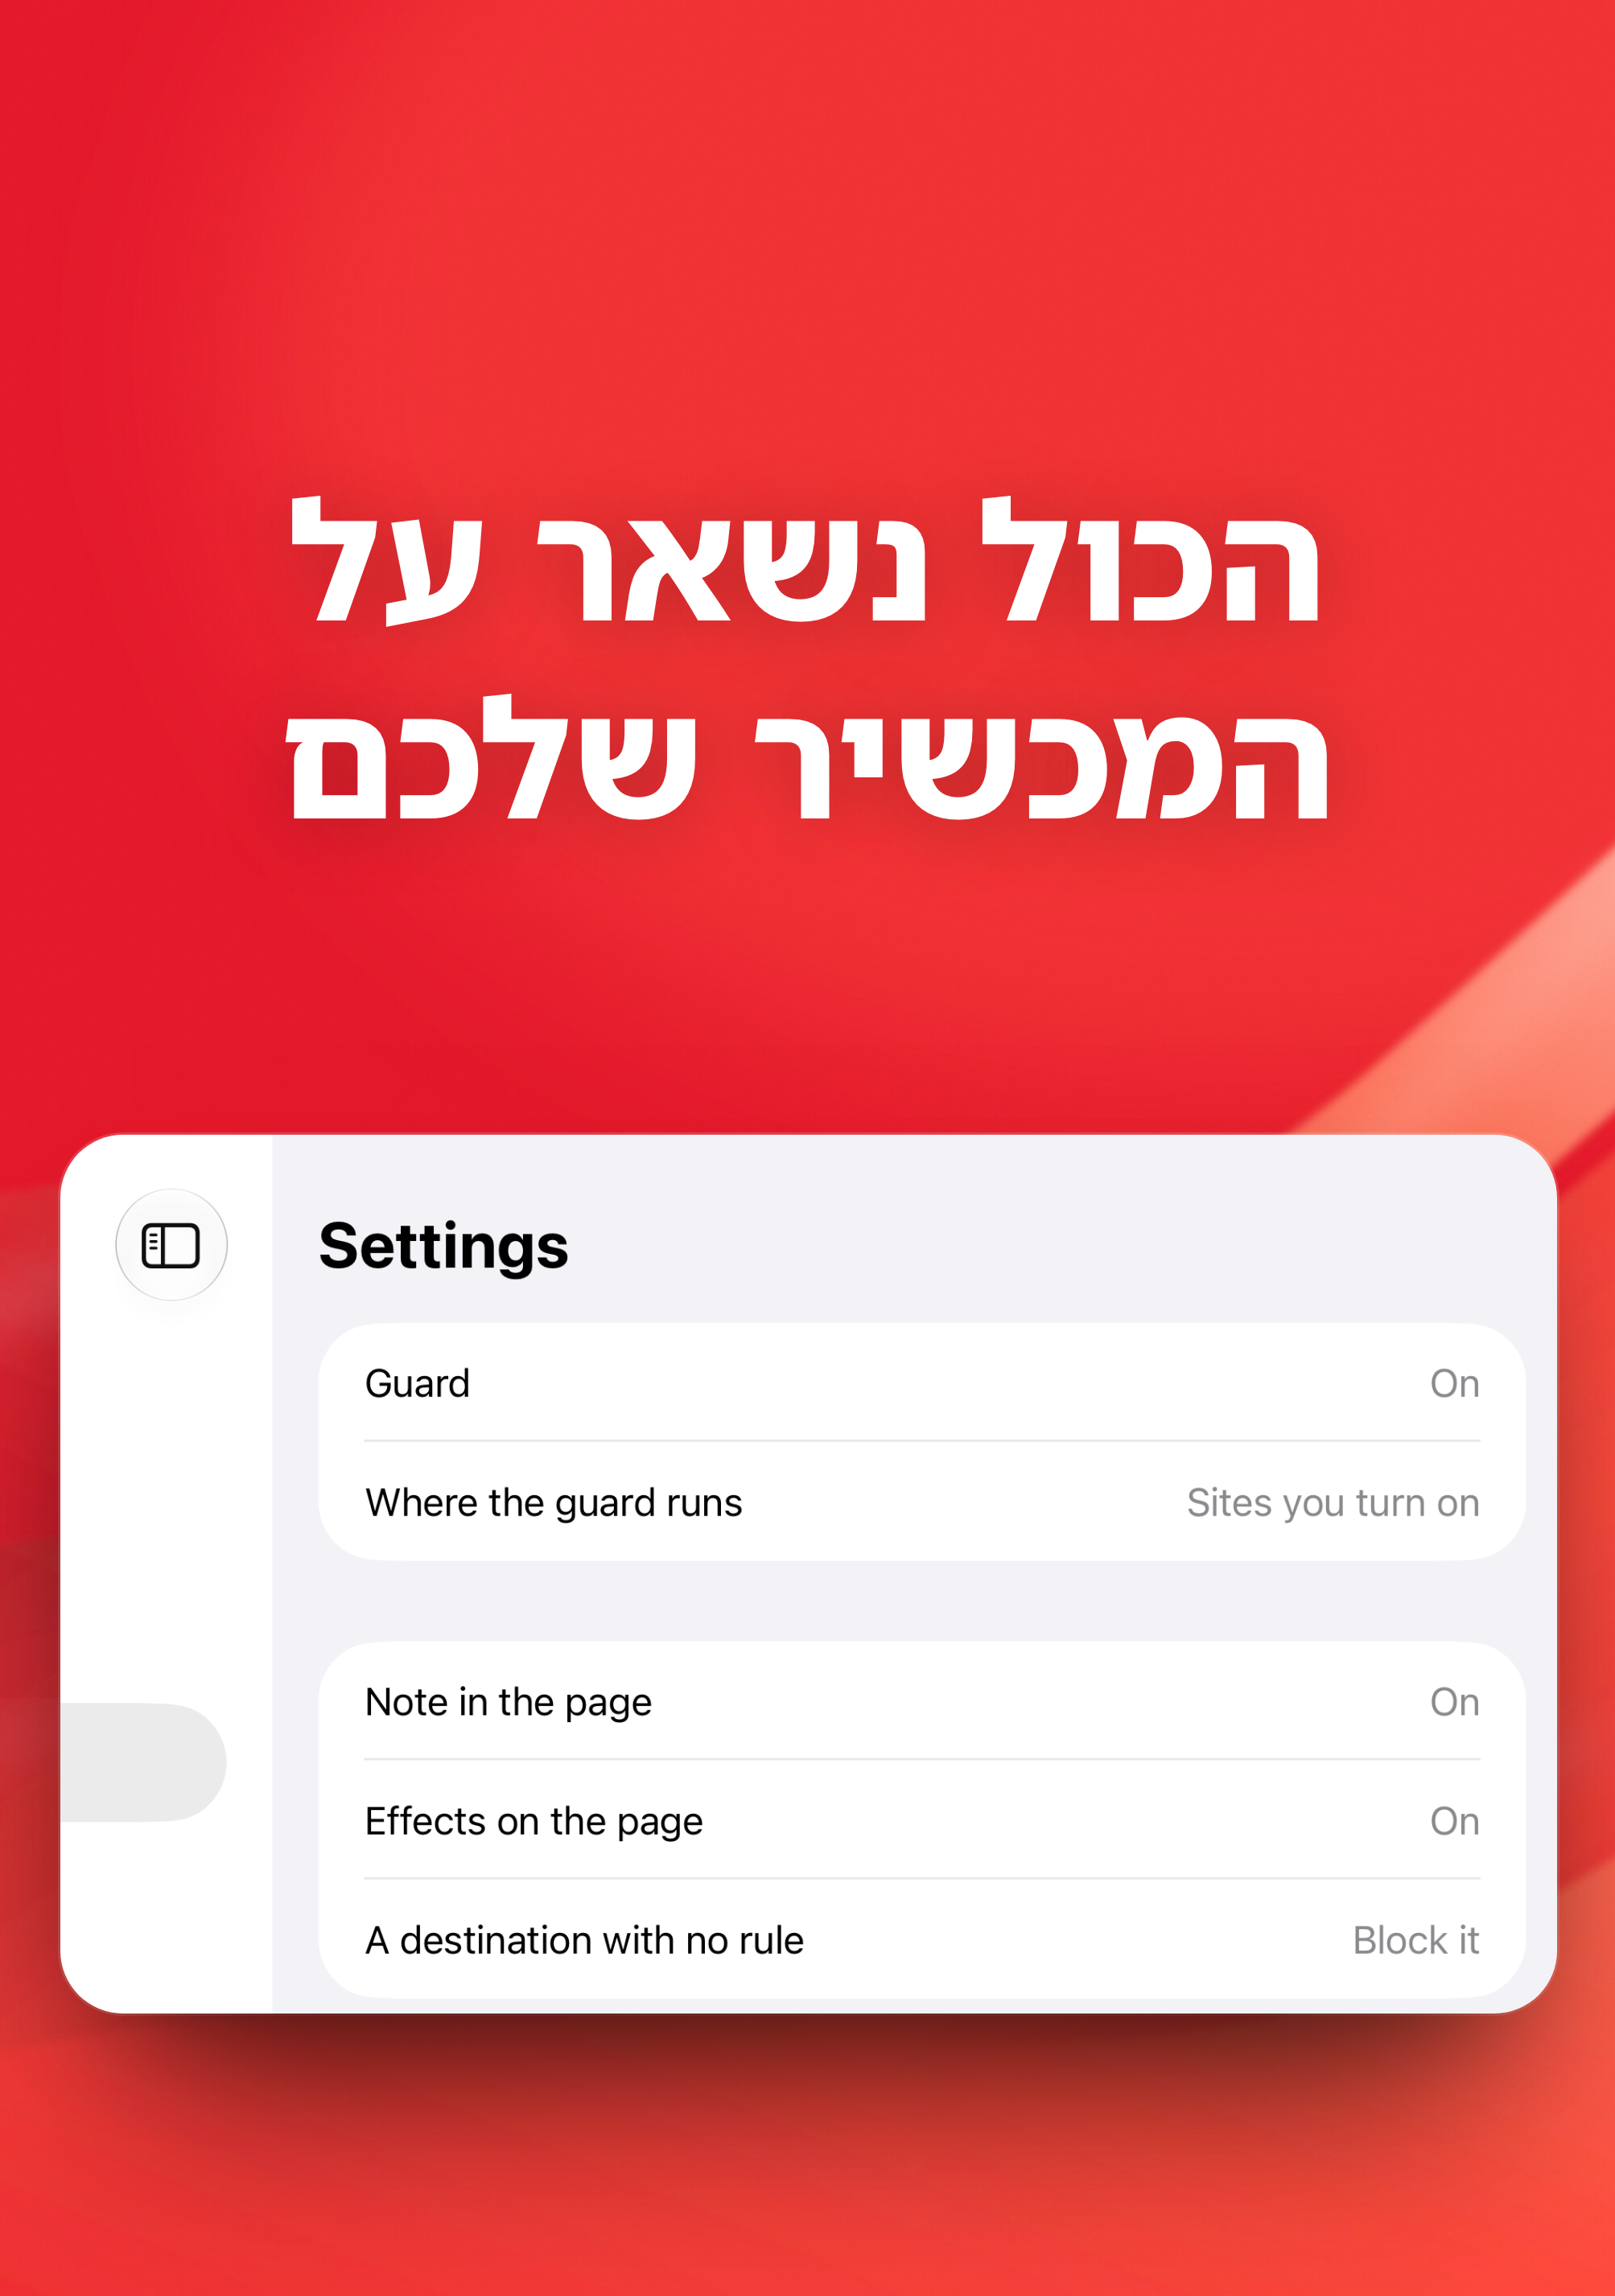 הכול נשאר על
המכשיר שלכם
Settings
Guard On
Where the guard runs Sites you turn on
Note in the page On
Effects on the page On
A destination with no rule Block it